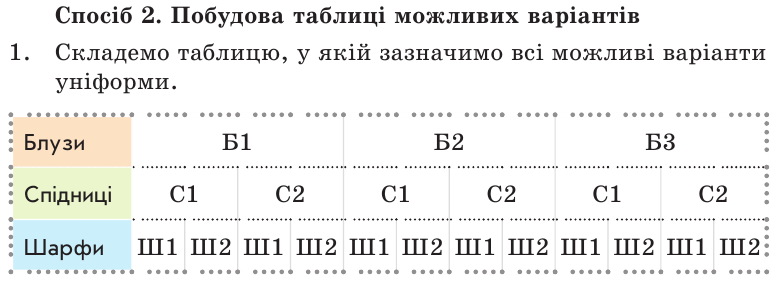 Спосіб 2. Побудова таблиці можливих варіантів
1. Складемо таблицю, у якій зазначимо всі можливі варіанти
уніформи.
Блузи Б1 Б2 Б3
Спідниці С1 С2 С1 С2 С1 С2
Шарфи Ш1 Ш2 Ш1 Ш2 Ш1 Ш2 Ш1 Ш2 Ш1 Ш2 Ш1 Ш2